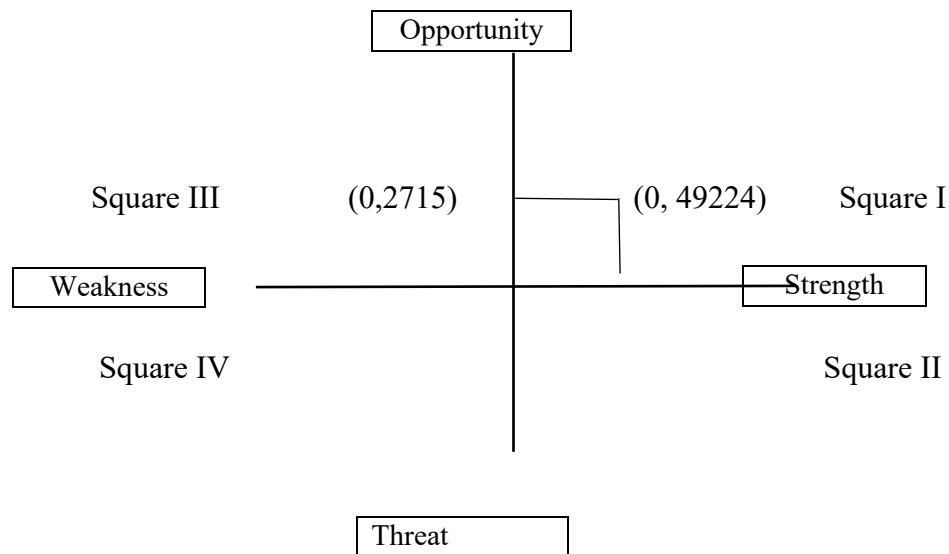 Opportunity
Square III (0,2715) (0, 49224) Square I
Weakness Strength
Square IV Square II
Threat